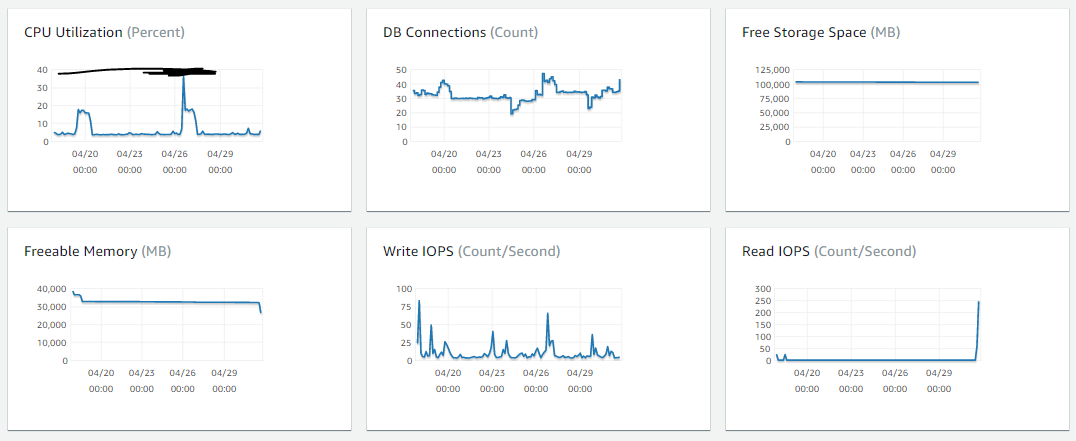 CPU Utilization (Percent)
40
30
20
10
0
04/20 04/23 04/26 04/29
00:00 00:00 00:00 00:00
DB Connections (Count)
50
40
30
20
10
0
04/20 04/23 04/26 04/29
00:00 00:00 00:00 00:00
Free Storage Space (MB)
125,000
100,000
75,000
50,000
25,000
0
04/20 04/23 04/26 04/29
00:00 00:00 00:00 00:00
Freeable Memory (MB)
40,000
30,000
20,000
10,000
0
04/20 04/23 04/26 04/29
00:00 00:00 00:00 00:00
Write IOPS (Count/Second)
100
75
50
25
0
04/20 04/23 04/26 04/29
00:00 00:00 00:00 00:00
Read IOPS (Count/Second)
300
250
200
150
100
50
0
04/20 04/23 04/26 04/29
00:00 00:00 00:00 00:00